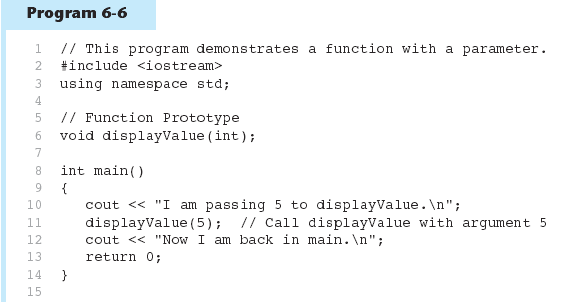 Program 6-6
1 // This program demonstrates a function with a parameter.
2 #include <iostream>
3 using namespace std;
4
5 // Function Prototype
6 void displayValue(int);
7
8 int main()
9 {
10 cout << "I am passing 5 to displayValue.\n";
11 displayValue(5); // Call displayValue with argument 5
12 cout << "Now I am back in main.\n";
13 return 0;
14 }
15